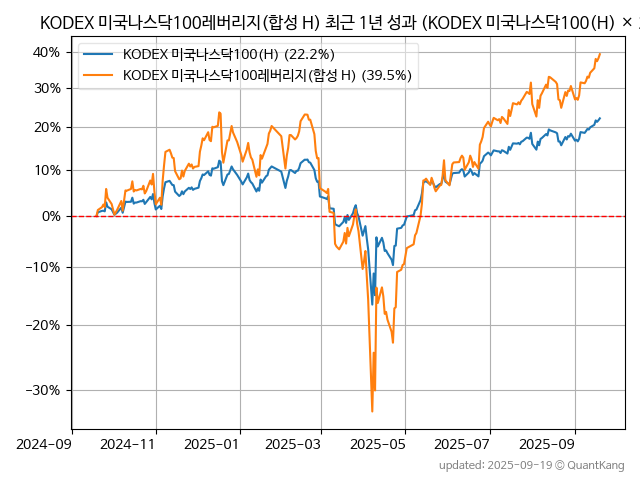 KODEX 미국나스닥100레버리지(합성 H) 최근 1년 성과 (KODEX 미국나스닥100(H) ×
KODEX 미국나스닥100(H) (22.2%)
KODEX 미국나스닥100레버리지(합성 H) (39.5%)
40%
30%
20%
10%
0%
−10%
−20%
−30%
2024-09 2024-11 2025-01 2025-03 2025-05 2025-07 2025-09
updated: 2025-09-19 © QuantKang